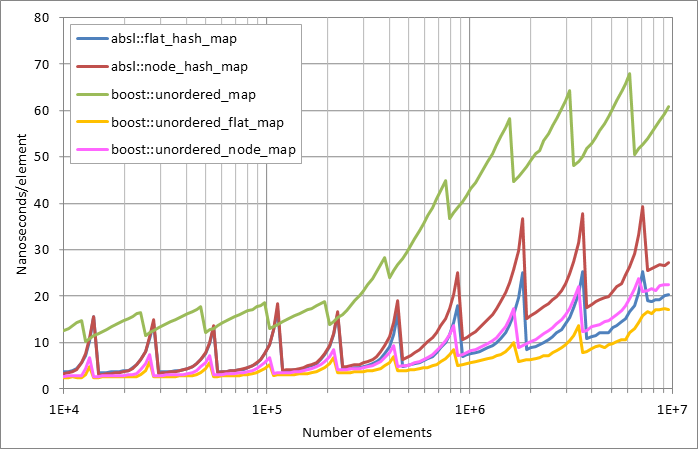 80
70
60
50
40
30
20
10
0
Nanoseconds/element
absl::flat_hash_map
absl::node_hash_map
boost::unordered_map
boost::unordered_flat_map
boost::unordered_node_map
1E+4 1E+5 1E+6 1E+7
Number of elements